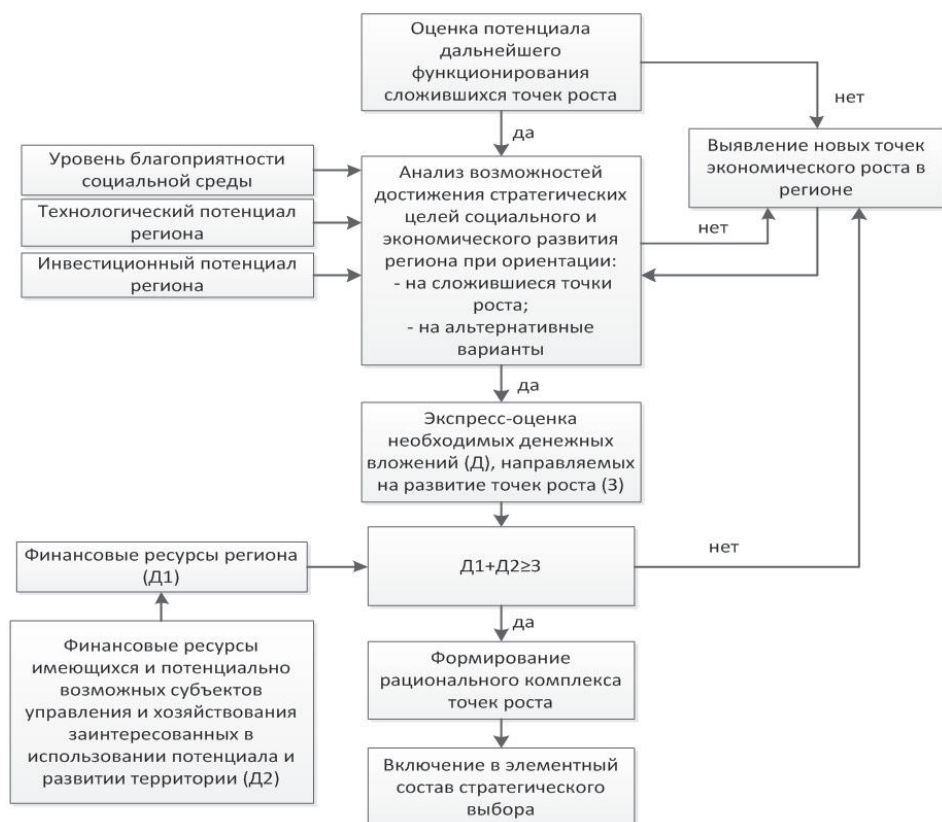 Оценка потенциала
дальнейшего
функционирования
сложившихся точек роста
нет
да
Выявление новых точек
экономического роста в
регионе
Уровень благоприятности
социальной среды
Технологический потенциал
региона
Инвестиционный потенциал
региона
Анализ возможностей
достижения стратегических
целей социального и
экономического развития
региона при ориентации:
- на сложившиеся точки
роста;
- на альтернативные
варианты
нет
да
Экспресс-оценка
необходимых денежных
вложений (Д), направляемых
на развитие точек роста (З)
Финансовые ресурсы региона
(Д1)
Д1+Д2≥З
нет
да
Финансовые ресурсы
имеющихся и потенциально
возможных субъектов
управления и хозяйствования
заинтересованных в
использовании потенциала и
развитии территории (Д2)
Формирование
рационального комплекса
точек роста
Включение в элементный
состав стратегического
выбора